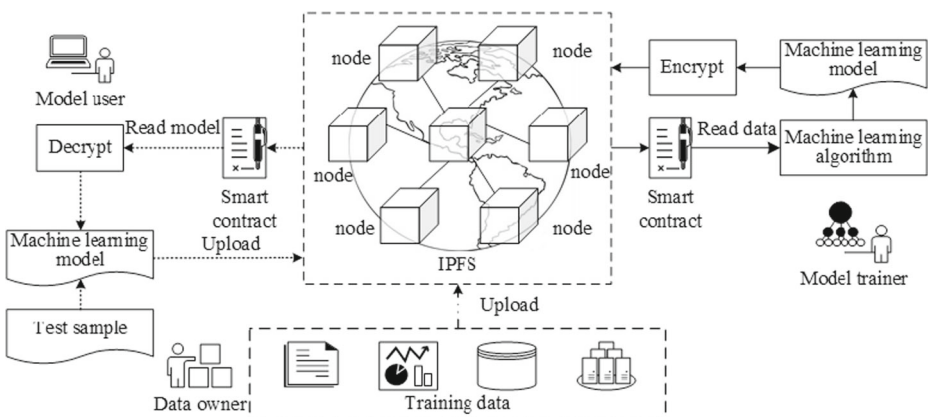 Model user
Decrypt
Read model
Smart
contract
Machine learning
model
Upload
Test sample
Data owner
node
node
node
node
node
node
IPFS
Upload
Training data
Encrypt
Machine learning
model
Smart
contract
Read data
Machine learning
algorithm
Model trainer